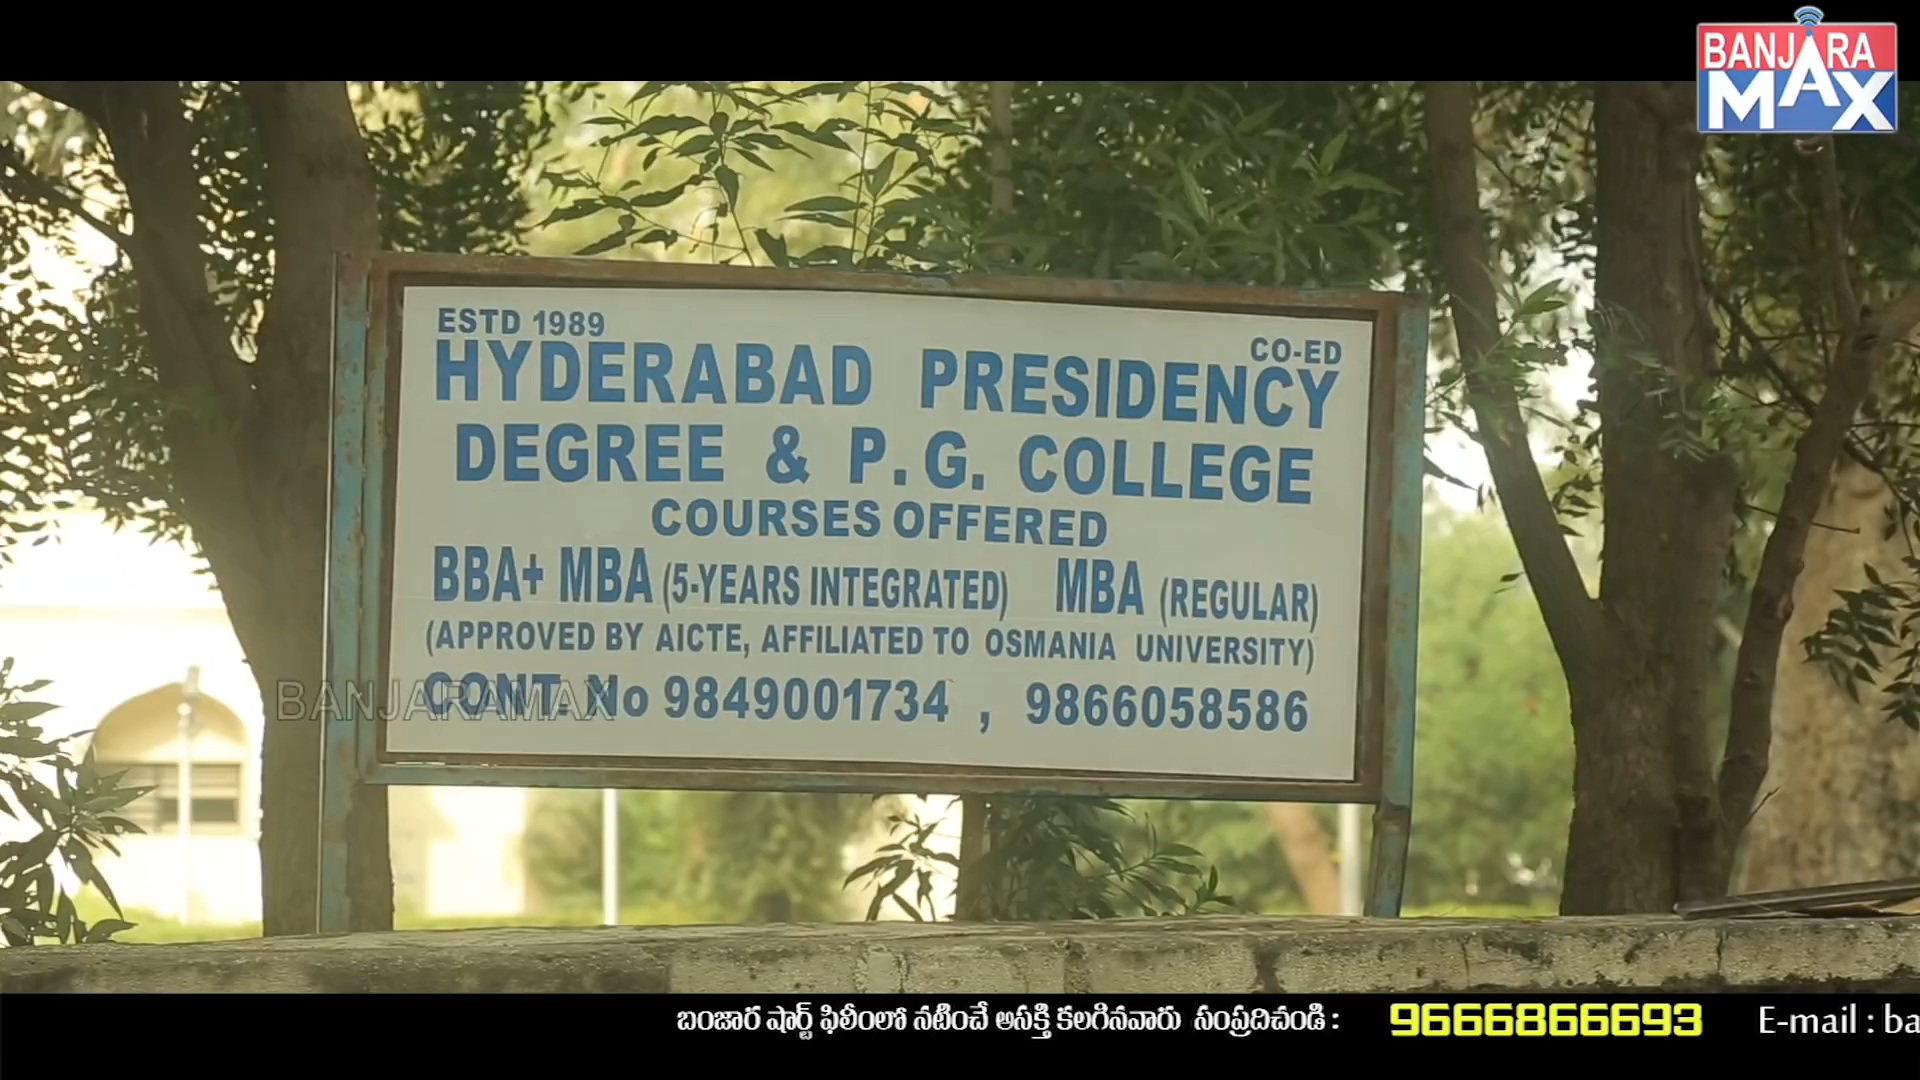 BANJARA
MAX
ESTD 1989
CO-ED
HYDERABAD PRESIDENCY
DEGREE & P.G. COLLEGE
COURSES OFFERED
BBA+ MBA (5-YEARS INTEGRATED) MBA (REGULAR)
(APPROVED BY AICTE, AFFILIATED TO OSMANIA UNIVERSITY)
CONT. No 9849001734 , 9866058586
BANJARAMAX
బంజార షార్ట్ ఫిలీంలో నటించే అసక్తి కలగినవారు సంప్రదిచండి : 9666866693 E-mail : ba